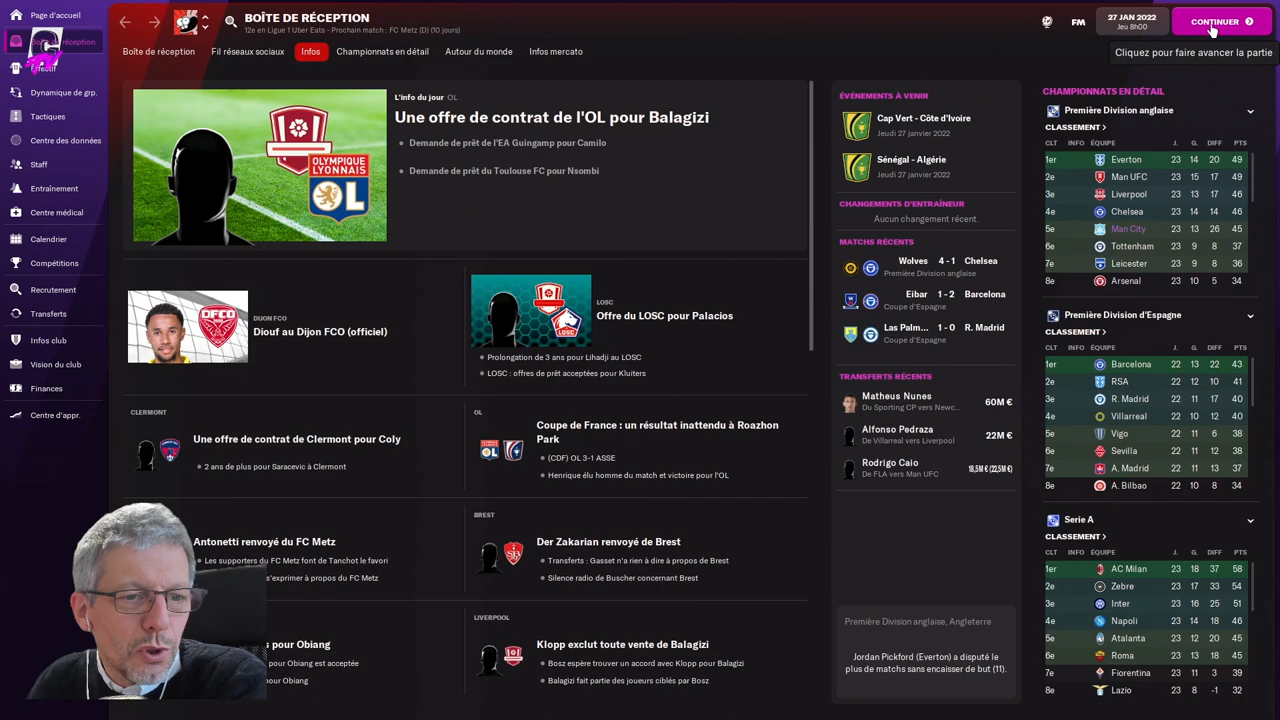 Page d'accueil
Boîte de réception
Effectif
Dynamique de grp.
Tactiques
Centre des données
Staff
Entraînement
Centre médical
Calendrier
Compétitions
Recrutement
Transferts
Infos club
Vision du club
Finances
Centre d'appr.
BOÎTE DE RÉCEPTION
12e en Ligue 1 Uber Eats - Prochain match : FC Metz (D) (10 jours)
FM
27 JAN 2022
Jeu 8h00
CONTINUER
Cliquez pour faire avancer la partie
Boîte de réception
Fil réseaux sociaux
Infos
Championnats en détail
Autour du monde
Infos mercato
L'info du jour OL
Une offre de contrat de l'OL pour Balagizi
Demande de prêt de l'EA Guingamp pour Camilo
Demande de prêt du Toulouse FC pour Nsombi
OLYMPIQUE
LYONNAIS
DFCO
DIJON FCO
Diouf au Dijon FCO (officiel)
LOSC
LOSC
Offre du LOSC pour Palacios
Prolongation de 3 ans pour Lihadji au LOSC
LOSC : offres de prêt acceptées pour Kluiters
CLERMONT
Une offre de contrat de Clermont pour Coly
2 ans de plus pour Saracevic à Clermont
OL
Coupe de France : un résultat inattendu à Roazhon
Park
(CDF) OL 3-1 ASSE
Henrique élu homme du match et victoire pour l'OL
Antonetti renvoyé du FC Metz
Les supporters du FC Metz font de Tanchot le favori
s'exprimer à propos du FC Metz
BREST
Der Zakarian renvoyé de Brest
Transferts : Gasset n'a rien à dire à propos de Brest
Silence radio de Buscher concernant Brest
s pour Obiang
pour Obiang est acceptée
pour Obiang
LIVERPOOL
Klopp exclut toute vente de Balagizi
Bosz espère trouver un accord avec Klopp pour Balagizi
Balagizi fait partie des joueurs ciblés par Bosz
ÉVÉNEMENTS À VENIR
Cap Vert - Côte d'Ivoire
Jeudi 27 janvier 2022
Sénégal - Algérie
Jeudi 27 janvier 2022
CHANGEMENTS D'ENTRAÎNEUR
Aucun changement récent.
MATCHS RÉCENTS
Wolves 4 - 1 Chelsea
Première Division anglaise
Eibar 1 - 2 Barcelona
Coupe d'Espagne
Las Palm... 1 - 0 R. Madrid
Coupe d'Espagne
TRANSFERTS RÉCENTS
Matheus Nunes 60M €
Du Sporting CP vers Newc...
Alfonso Pedraza 22M €
De Villarreal vers Liverpool
Rodrigo Caio 18,5M € (22,5M €)
De FLA vers Man UFC
Première Division anglaise, Angleterre
Jordan Pickford (Everton) a disputé le
plus de matchs sans encaisser de but (11).
CHAMPIONNATS EN DÉTAIL
Première Division anglaise
CLASSEMENT >
CLT INFO ÉQUIPE J. G. DIFF PTS
1er Everton 23 14 20 49
2e Man UFC 23 15 17 49
3e Liverpool 23 13 17 46
4e Chelsea 23 14 14 46
5e Man City 23 13 26 45
6e Tottenham 23 9 8 37
7e Leicester 23 9 8 37
8e Arsenal 23 10 5 34
Première Division d'Espagne
CLASSEMENT >
CLT INFO ÉQUIPE J. G. DIFF PTS
1er Barcelona 22 13 22 43
2e RSA 22 12 10 41
3e R. Madrid 22 11 17 40
4e Villarreal 22 10 12 40
5e Vigo 22 11 6 38
6e Sevilla 22 11 12 38
7e A. Madrid 22 11 13 37
8e A. Bilbao 22 10 8 34
Serie A
CLASSEMENT >
CLT INFO ÉQUIPE J. G. DIFF PTS
1er AC Milan 23 18 37 58
2e Zebre 23 17 33 54
3e Inter 23 16 25 51
4e Napoli 23 14 18 46
5e Atalanta 23 12 20 45
6e Roma 23 13 18 45
7e Fiorentina 23 11 3 39
8e Lazio 23 8 -1 32